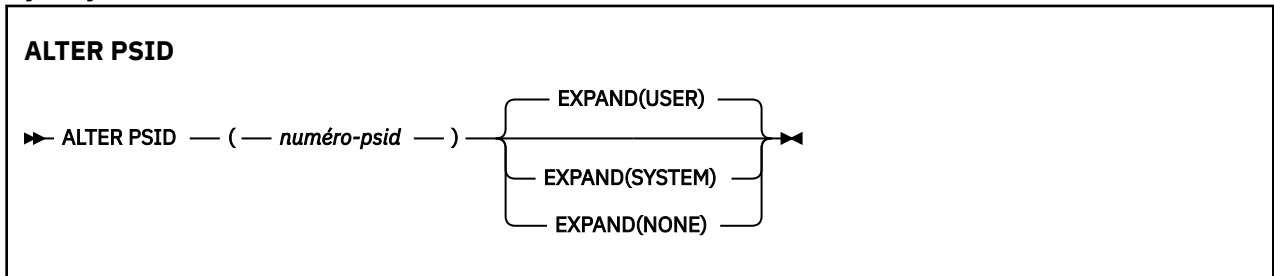 ALTER PSID
EXPAND(USER)
ALTER PSID ( numéro-psid )
EXPAND(SYSTEM)
EXPAND(NONE)